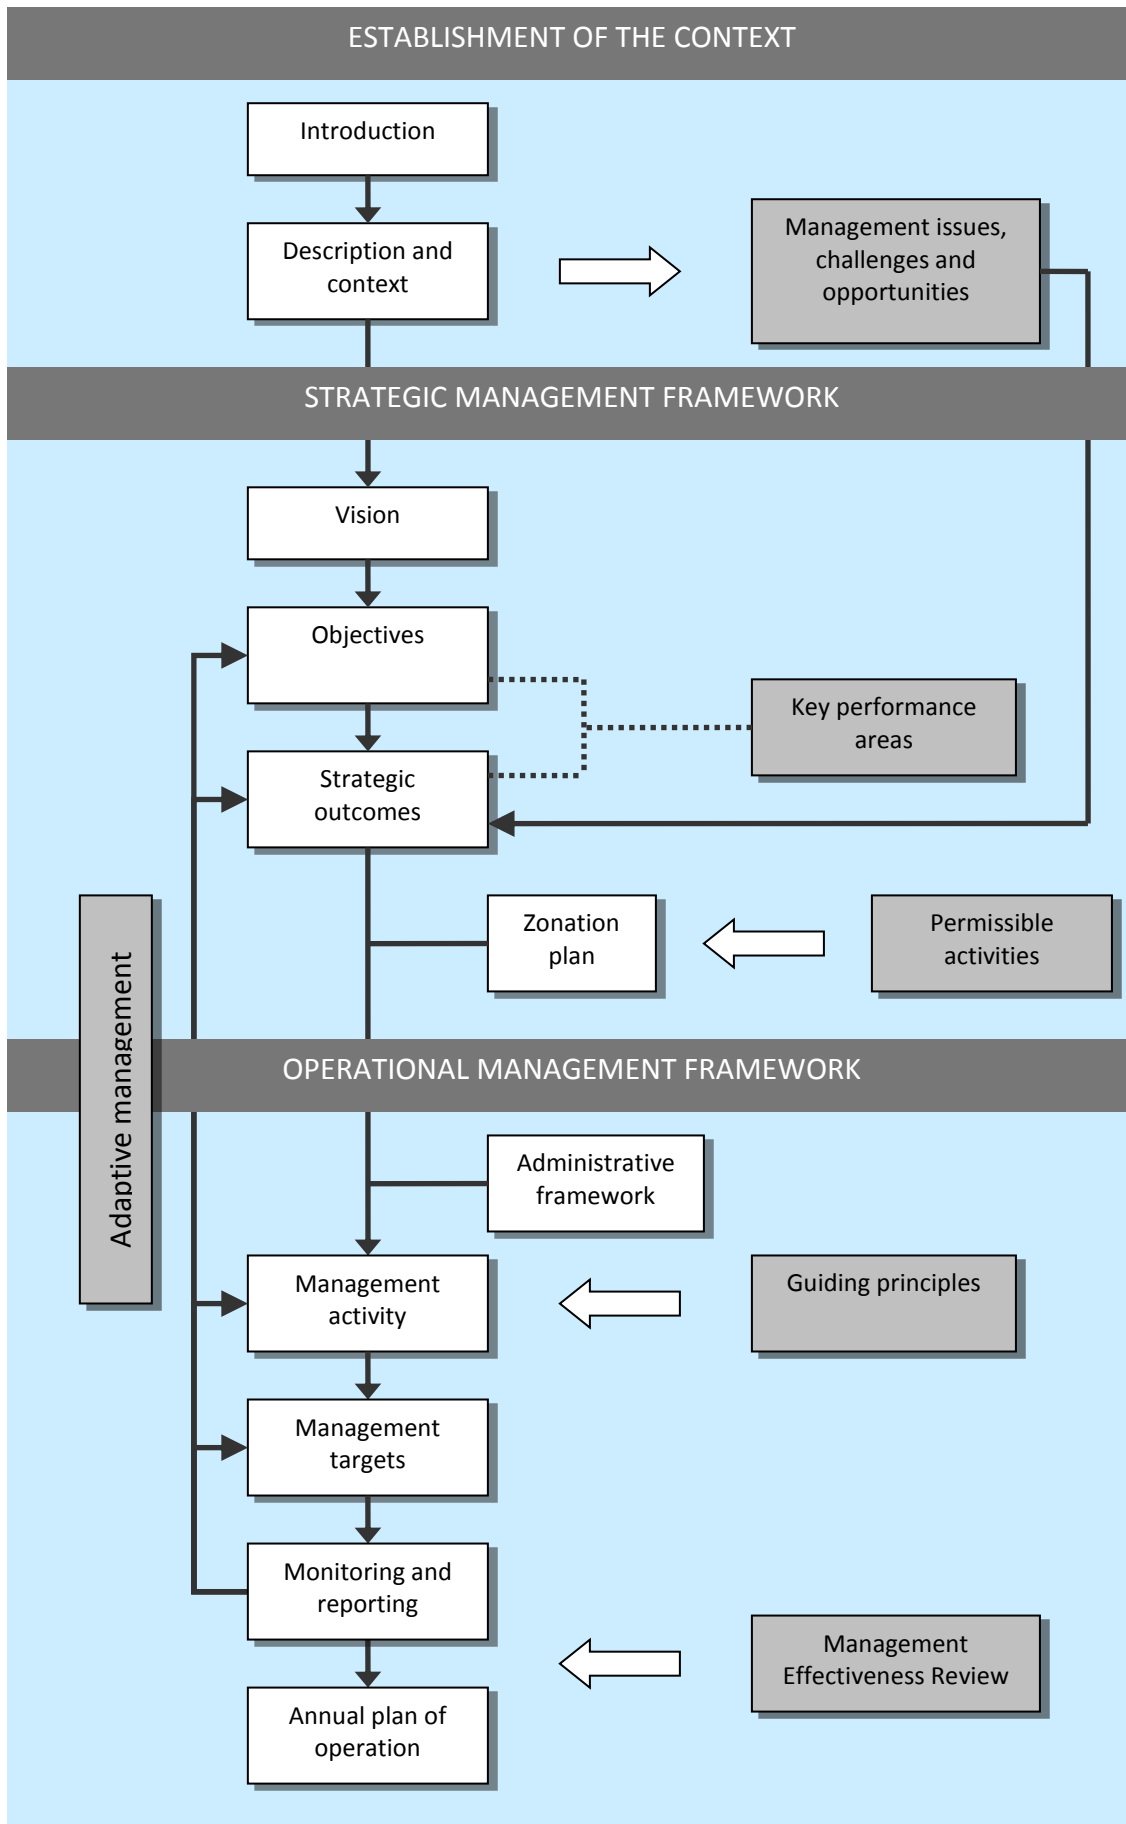 ESTABLISHMENT OF THE CONTEXT
Introduction
Description and
context
Management issues,
challenges and
opportunities
STRATEGIC MANAGEMENT FRAMEWORK
Vision
Objectives
Key performance
areas
Strategic
outcomes
Zonation
plan
Permissible
activities
Adaptive management
OPERATIONAL MANAGEMENT FRAMEWORK
Administrative
framework
Management
activity
Guiding principles
Management
targets
Monitoring and
reporting
Management
Effectiveness Review
Annual plan of
operation